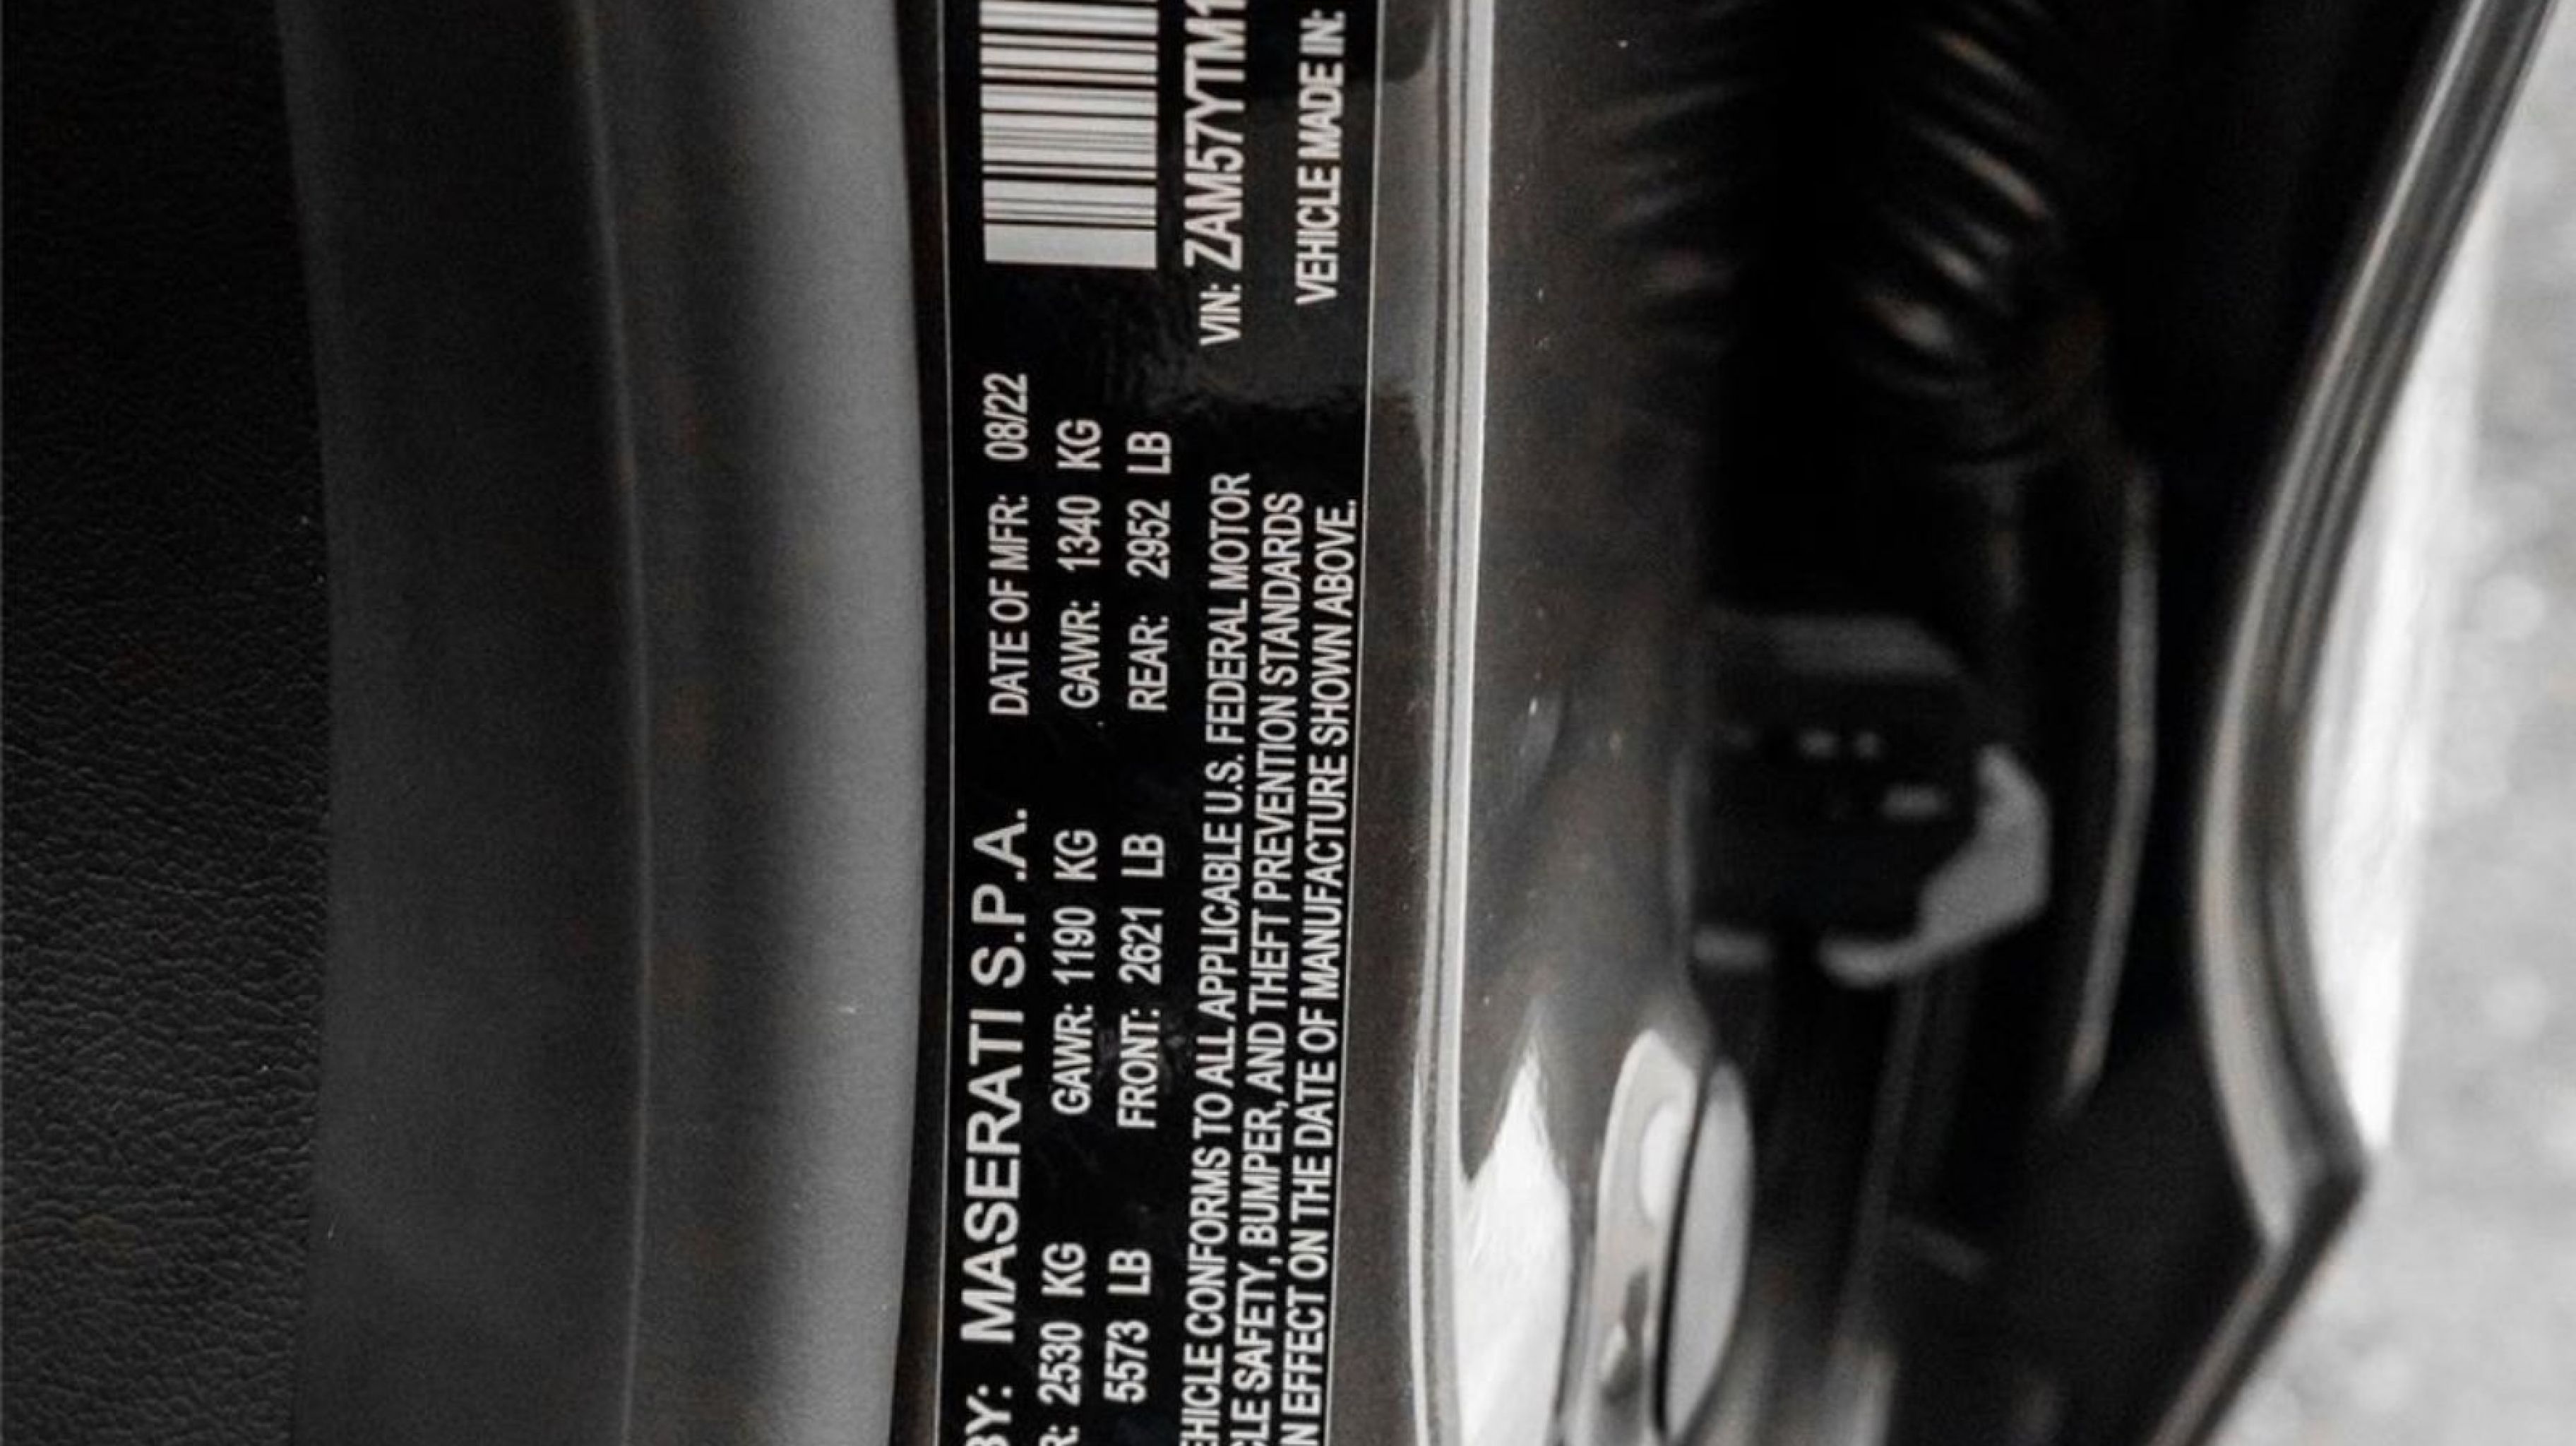 BY: MASERATI S.P.A. DATE OF MFR: 08/22
R: 2530 KG GAWR: 1190 KG GAWR: 1340 KG
5573 LB FRONT: 2621 LB REAR: 2952 LB
EHICLE CONFORMS TO ALL APPLICABLE U.S. FEDERAL MOTOR
CLE SAFETY, BUMPER, AND THEFT PREVENTION STANDARDS
N EFFECT ON THE DATE OF MANUFACTURE SHOWN ABOVE.
VIN: ZAM57YTM1
VEHICLE MADE IN: